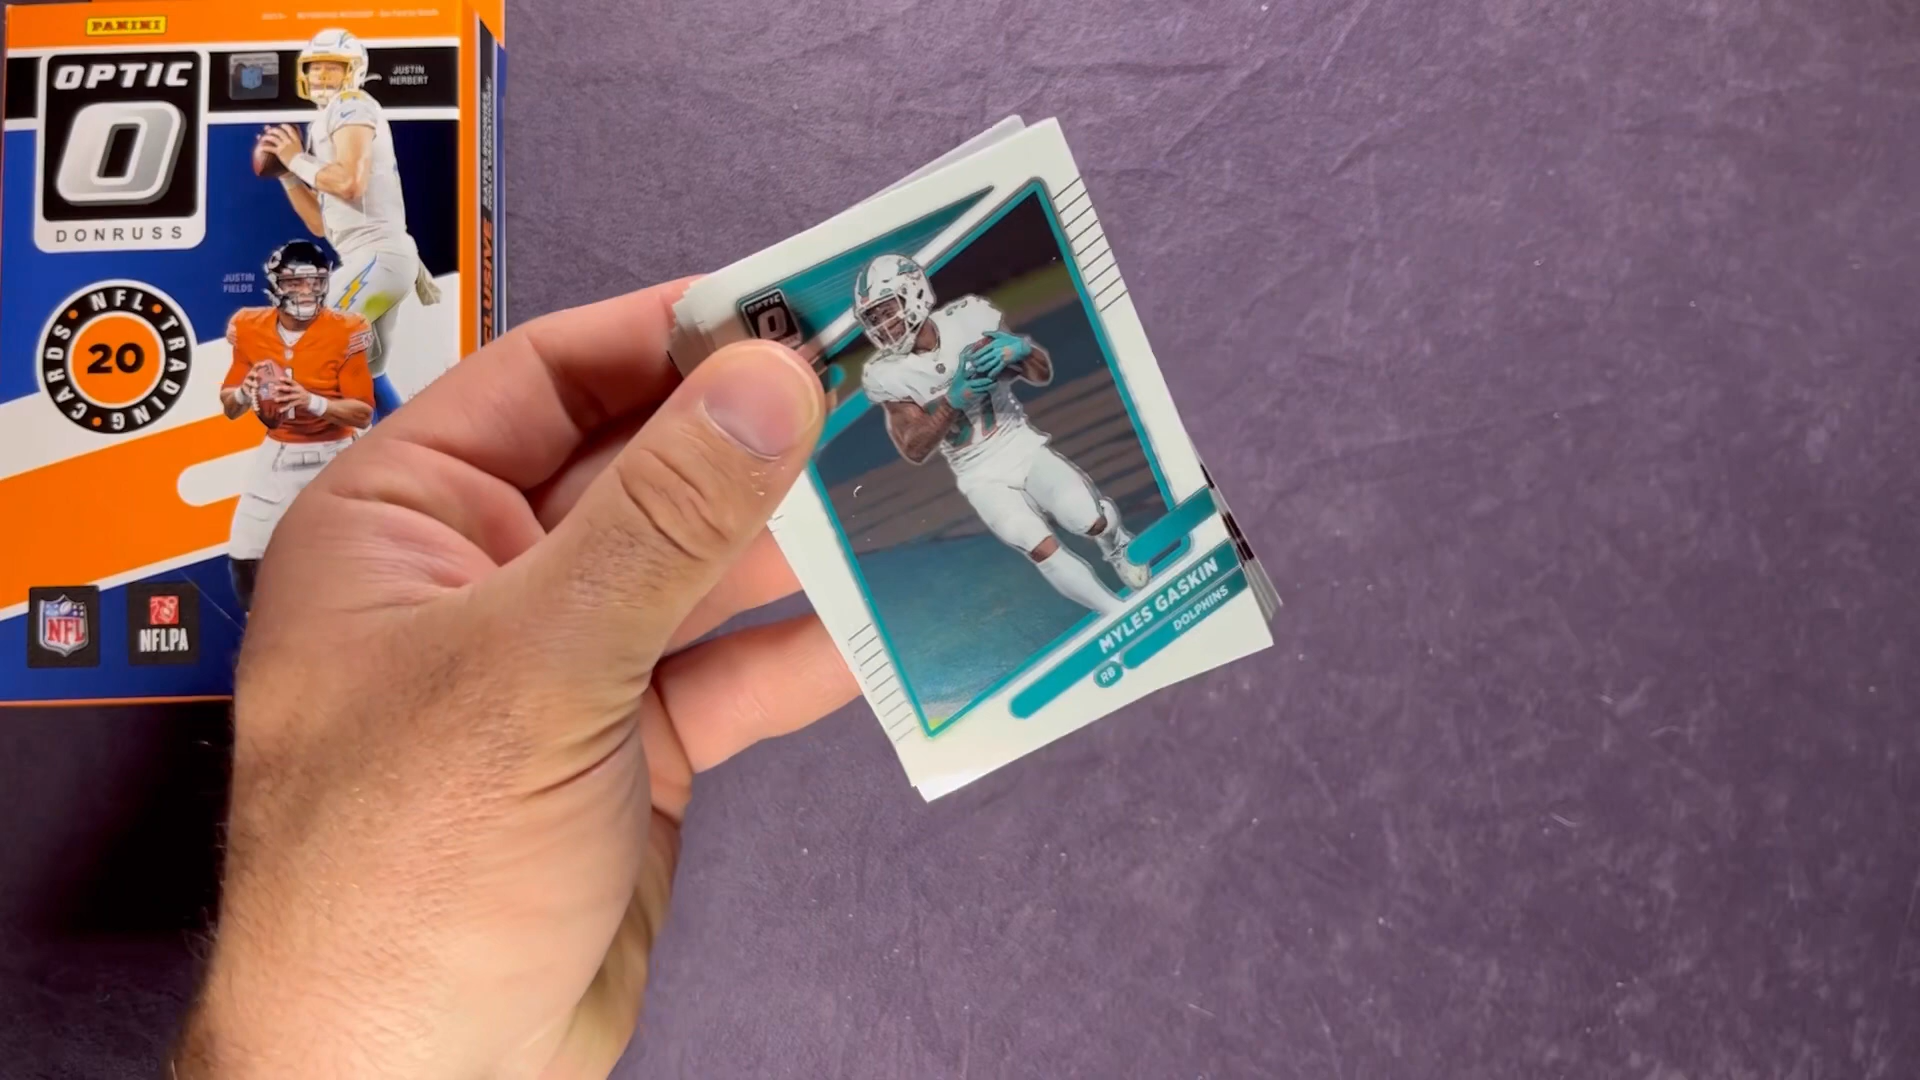 PANINI
OPTIC
DONRUSS
JUSTIN
HERBERT
JUSTIN
FIELDS
NFL TRADING CARDS
20
NFL
NFLPA
OPTIC
MYLES GASKIN
DOLPHINS
RB